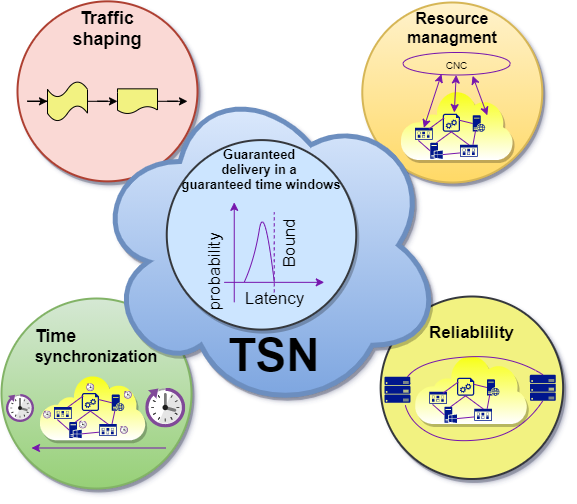 Traffic
shaping
Resource
managment
CNC
Guaranteed
delivery in a
guaranteed time windows
probability
Bound
Latency
TSN
Time
synchronization
Reliablility